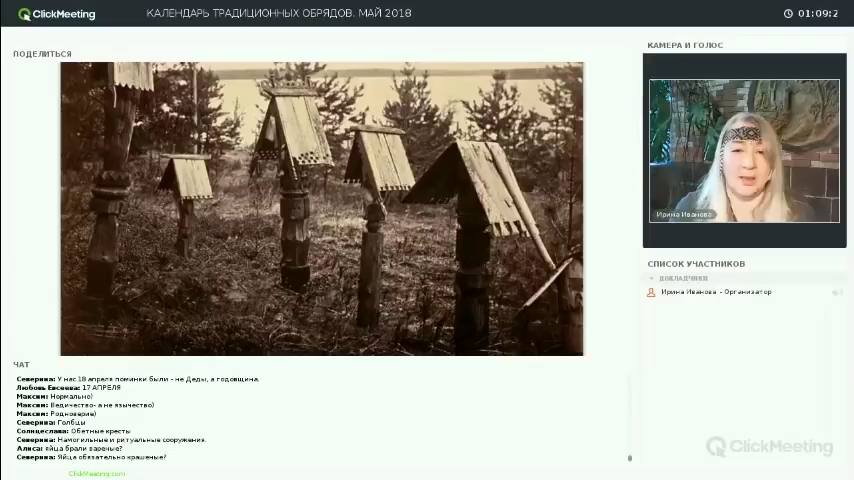 ClickMeeting
КАЛЕНДАРЬ ТРАДИЦИОННЫХ ОБРЯДОВ. МАЙ 2018
01:09:2
ПОДЕЛИТЬСЯ
КАМЕРА И ГОЛОС
Ирина Иванова
СПИСОК УЧАСТНИКОВ
ДОКЛАДЧИКИ
Ирина Иванова - Организатор
ЧАТ
Северина: У нас 18 апреля поминки были - не Деды, а годовщина.
Любовь Евсеева: 17 АПРЕЛЯ
Максим: Нормально!
Максим: Ведичество- а не язычество)
Максим: Родноверие)
Северина: Голбцы
Солнцеслава: Обетные кресты
Северина: Намогильные и ритуальные сооружения.
Алиса: яйца брали вареные?
Северина: Яйца обязательно крашеные?
ClickMeeting.com
ClickMeeting